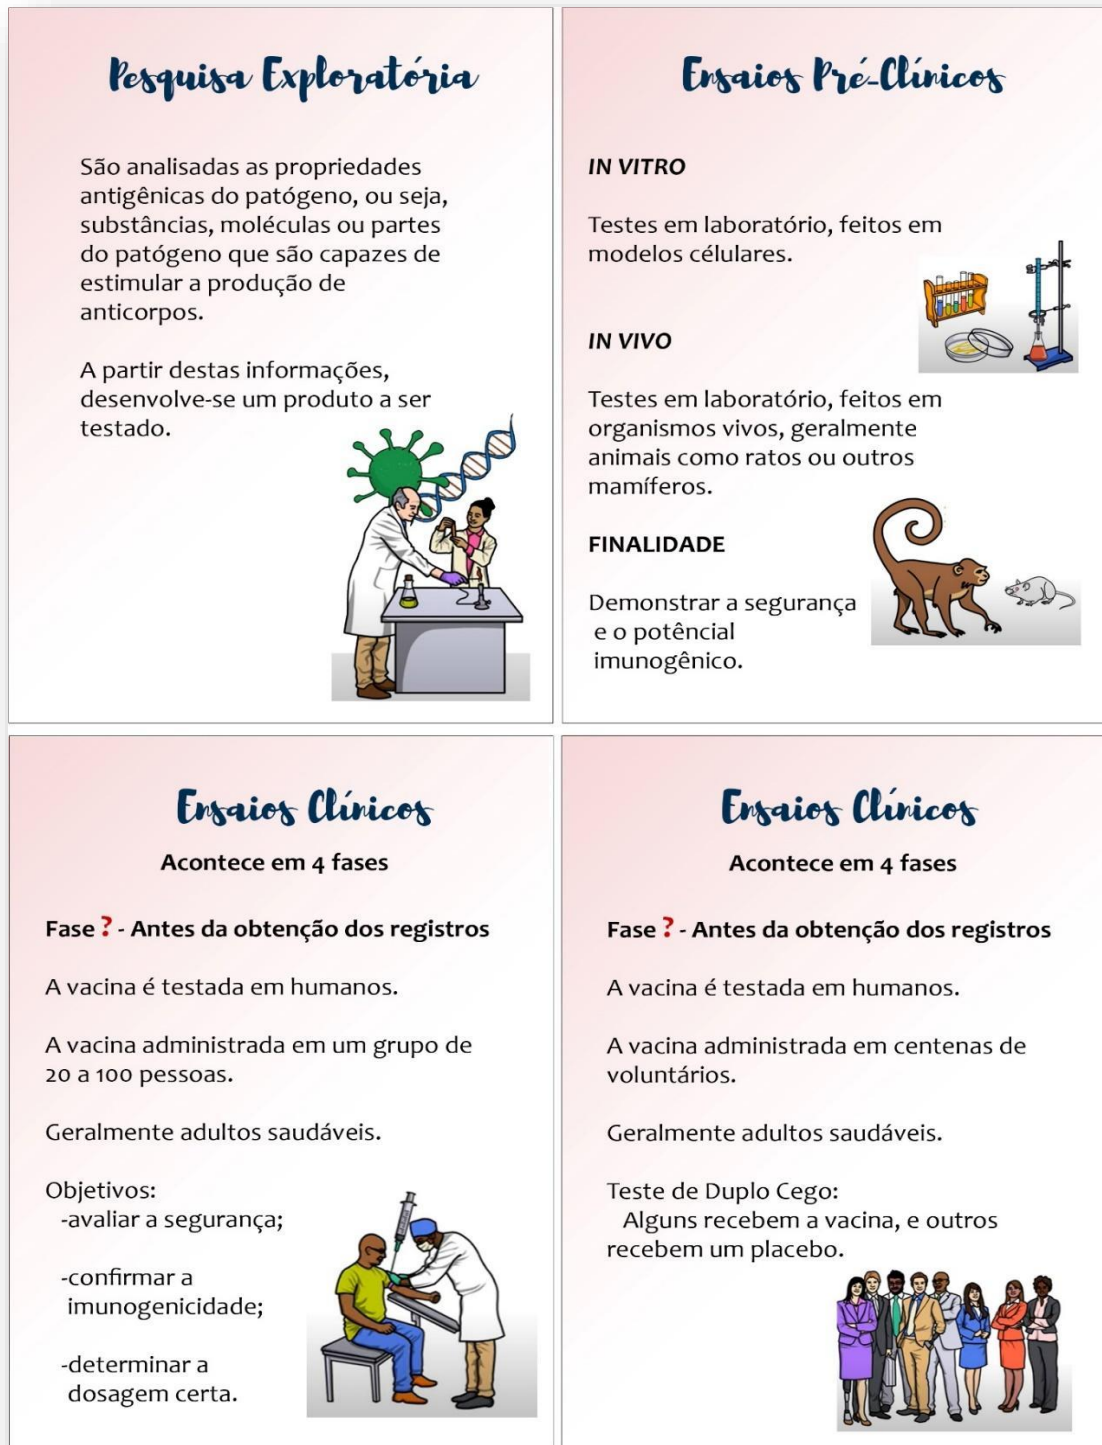 Pesquisa Exploratória
São analisadas as propriedades
antigênicas do patógeno, ou seja,
substâncias, moléculas ou partes
do patógeno que são capazes de
estimular a produção de
anticorpos.
A partir destas informações,
desenvolve-se um produto a ser
testado.
Ensaios Pré-Clínicos
IN VITRO
Testes em laboratório, feitos em
modelos célulares.
IN VIVO
Testes em laboratório, feitos em
organismos vivos, geralmente
animais como ratos ou outros
mamíferos.
FINALIDADE
Demonstrar a segurança
e o potêncial
imunogênico.
Ensaios Clínicos
Acontece em 4 fases
Fase ? - Antes da obtenção dos registros
A vacina é testada em humanos.
A vacina administrada em um grupo de
20 a 100 pessoas.
Geralmente adultos saudáveis.
Objetivos:
-avaliar a segurança;
-confirmar a
imunogenicidade;
-determinar a
dosagem certa.
Ensaios Clínicos
Acontece em 4 fases
Fase ? - Antes da obtenção dos registros
A vacina é testada em humanos.
A vacina administrada em centenas de
voluntários.
Geralmente adultos saudáveis.
Teste de Duplo Cego:
Alguns recebem a vacina, e outros
recebem um placebo.